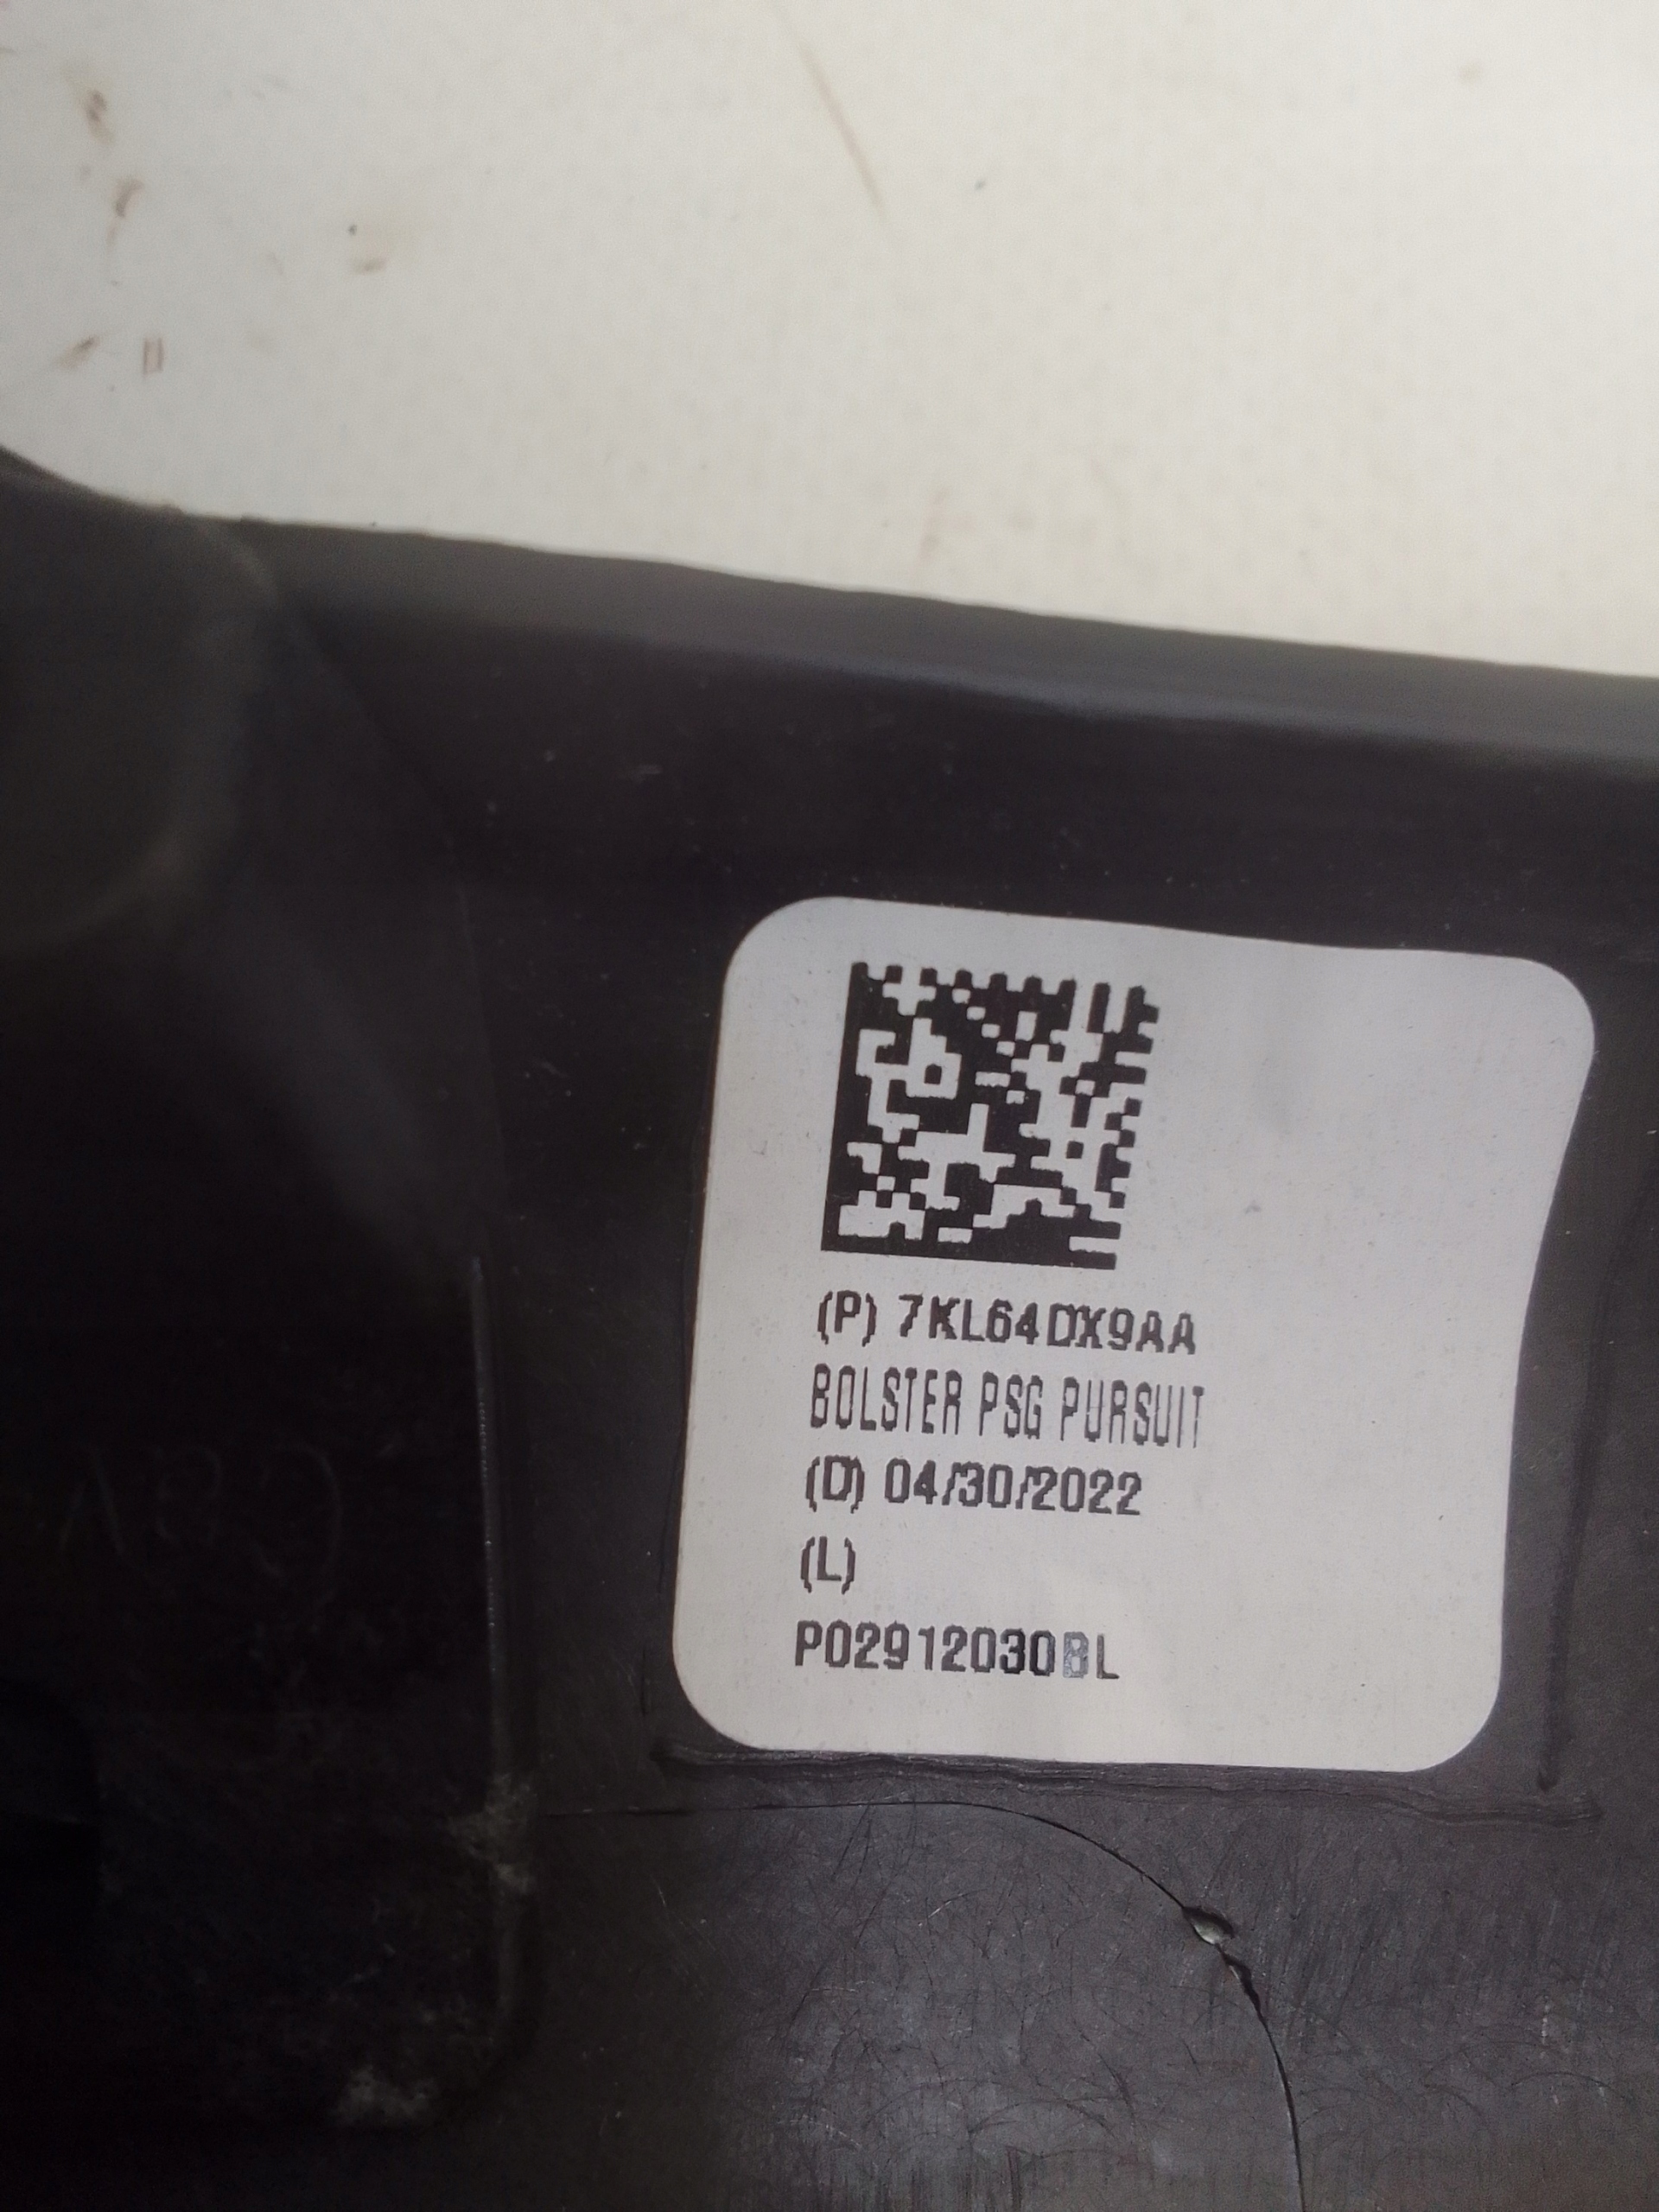 (P) 7KL64DX9AA
BOLSTER PSG PURSUIT
(D) 04/30/2022
(L)
P02912030BL